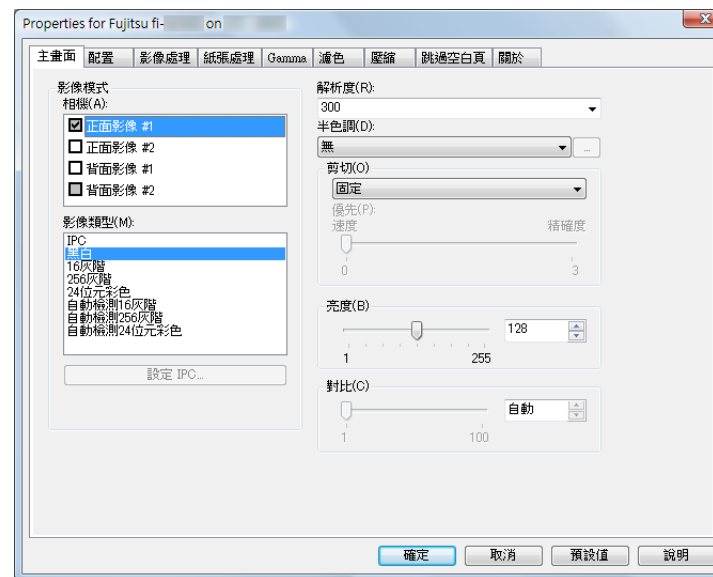 Properties for Fujitsu fi- on
主畫面 配置 影像處理 紙張處理 Gamma 濾色 壓縮 跳過空白頁 關於
影像模式
相機(A):
正面影像 #1
正面影像 #2
背面影像 #1
背面影像 #2
影像類型(M):
IPC
黑白
16灰階
256灰階
24位元彩色
自動檢測16灰階
自動檢測256灰階
自動檢測24位元彩色
設定 IPC...
解析度(R):
300
半色調(D):
無
...
剪切(O)
固定
優先(P):
速度 精確度
0 3
亮度(B)
128
1 255
對比(C)
自動
1 100
確定 取消 預設值 說明